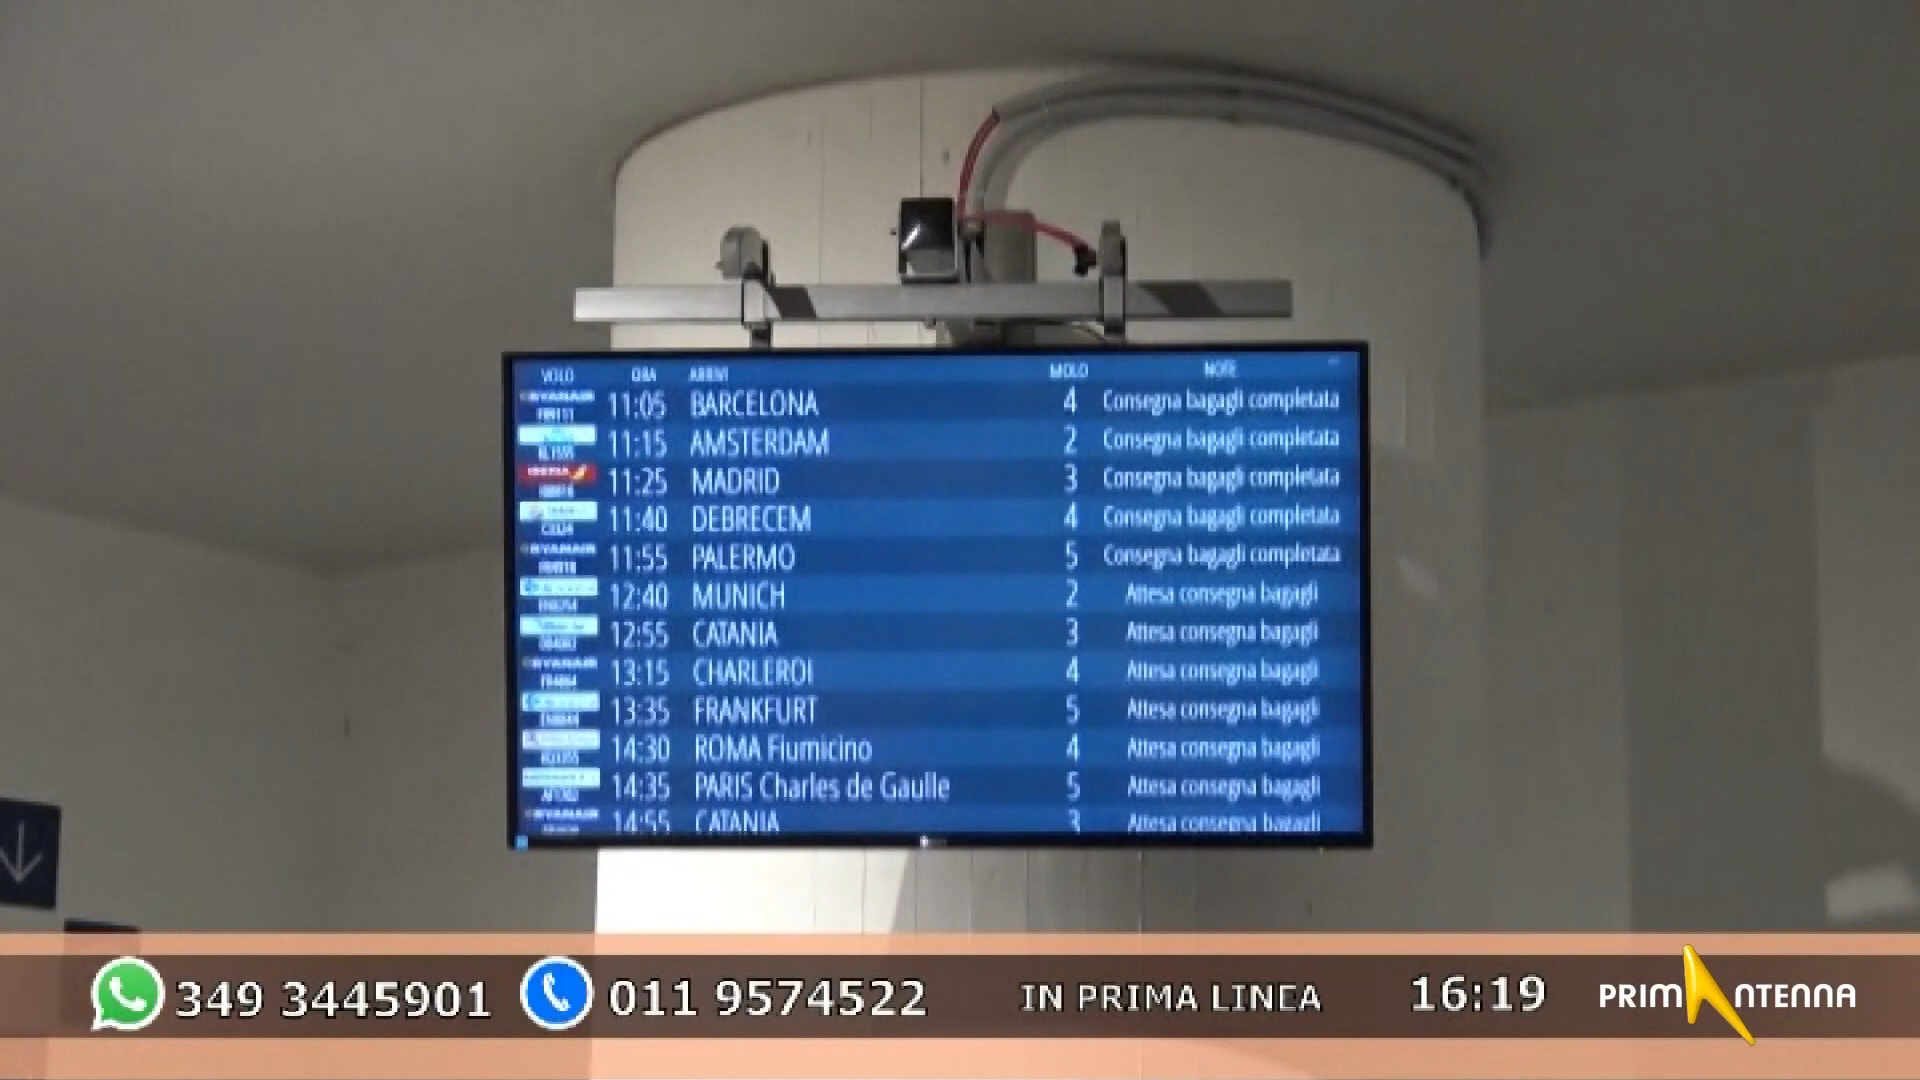 VOLO ORA ARRIVI MOLO NOTE
RYANAIR 11:05 BARCELONA 4 Consegna bagagli completata
11:15 AMSTERDAM 2 Consegna bagagli completata
IBERIA 11:25 MADRID 3 Consegna bagagli completata
11:40 DEBRECEM 4 Consegna bagagli completata
RYANAIR 11:55 PALERMO 5 Consegna bagagli completata
12:40 MUNICH 2 Attesa consegna bagagli
12:55 CATANIA 3 Attesa consegna bagagli
RYANAIR 13:15 CHARLEROI 4 Attesa consegna bagagli
13:35 FRANKFURT 5 Attesa consegna bagagli
14:30 ROMA Fiumicino 4 Attesa consegna bagagli
14:35 PARIS Charles de Gaulle 5 Attesa consegna bagagli
RYANAIR 14:55 CATANIA 3 Attesa consegna bagagli
349 3445901 011 9574522 IN PRIMA LINEA 16:19 PRIMANTENNA